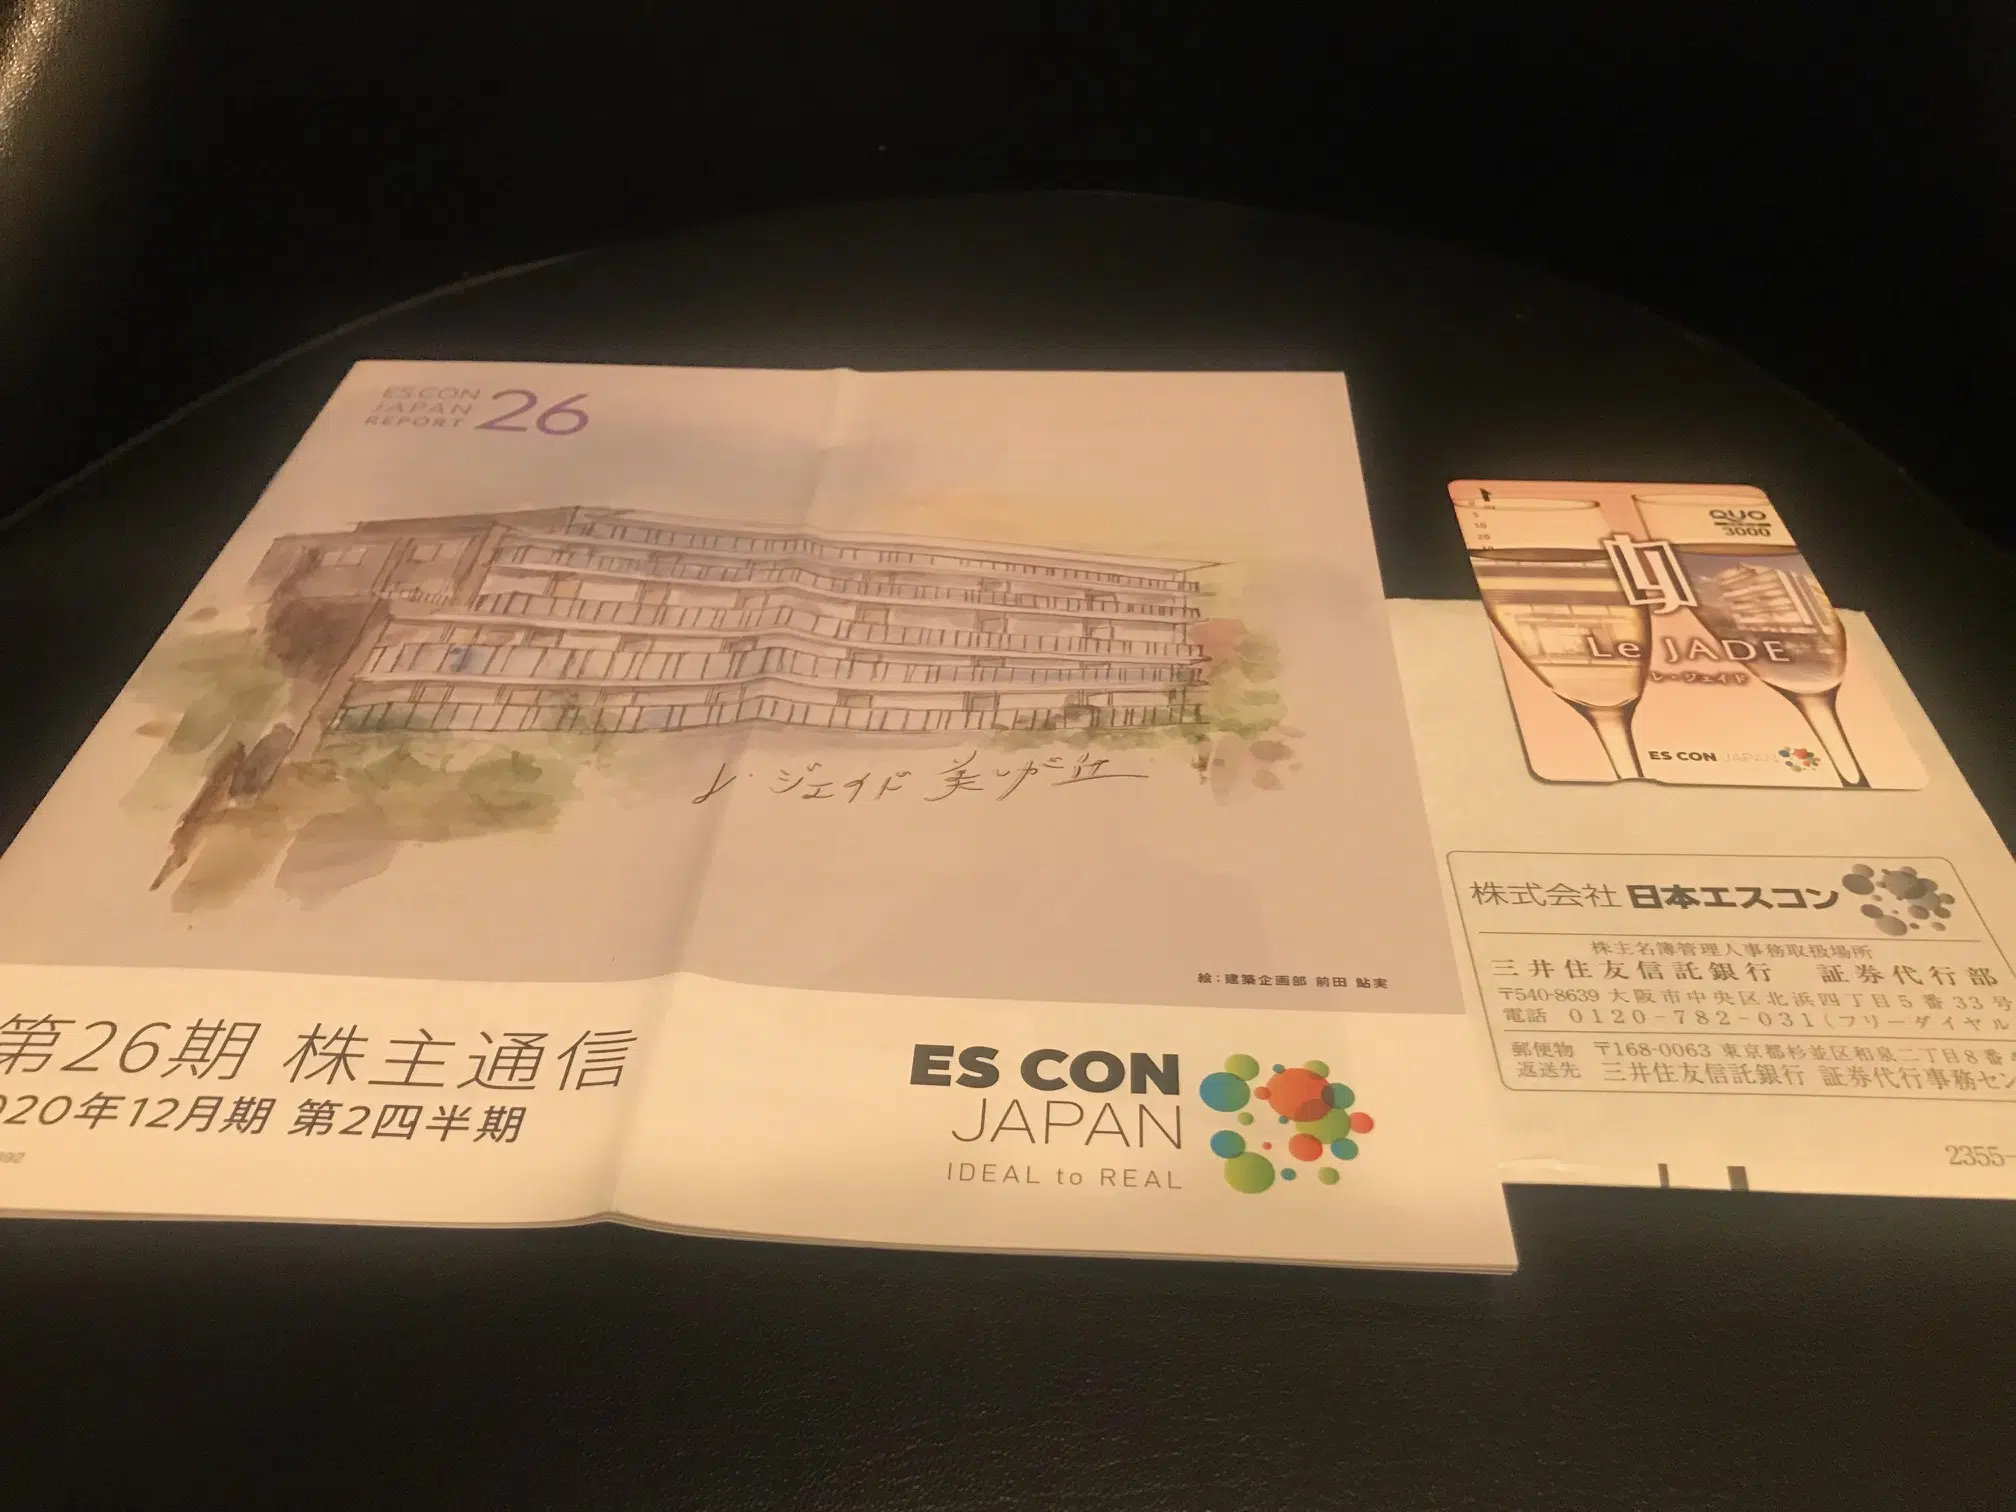 ES CON
JAPAN
REPORT 26
レ・ジェイド 美しが丘
絵:建築企画部 前田 鮎実
第26期 株主通信
020年12月期 第2四半期
892
ES CON
JAPAN
IDEAL to REAL
QUO
3000
5
10
20
Le JADE
レ・ジェイド
ES CON JAPAN
株式会社 日本エスコン
株主名簿管理人事務取扱場所
三井住友信託銀行 証券代行部
〒540-8639 大阪市中央区北浜四丁目5番33号
電話 0120-782-031(フリーダイヤル
郵便物 〒168-0063 東京都杉並区和泉二丁目8番4
返送先 三井住友信託銀行 証券代行事務セン
2355-